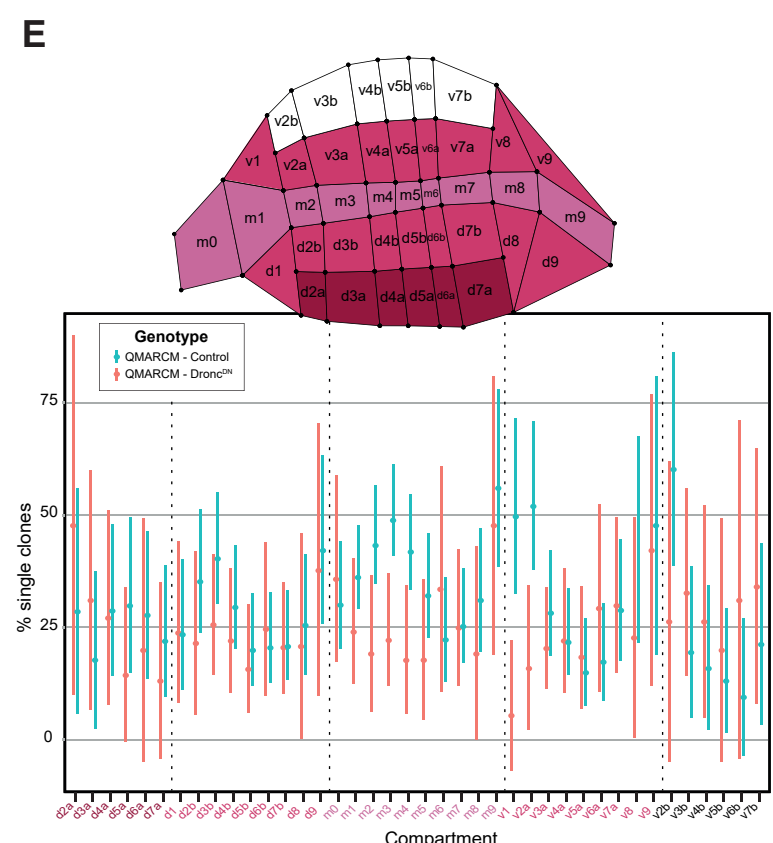 E
v2b v3b v4b v5b v6b v7b
v1 v2a v3a v4a v5a v6a v7a v8 v9
m0 m1 m2 m3 m4 m5 m6 m7 m8 m9
d1 d2b d3b d4b d5b d6b d7b d8 d9
d2a d3a d4a d5a d6a d7a
Genotype
QMARCM - Control
QMARCM - Dronc^DN
75
50
25
0
% single clones
d2a d3a d4a d5a d6a d7a d1 d2b d3b d4b d5b d6b d7b d8 d9 m0 m1 m2 m3 m4 m5 m6 m7 m8 m9 v1 v2a v3a v4a v5a v6a v7a v8 v9 v2b v3b v4b v5b v6b v7b
Compartment